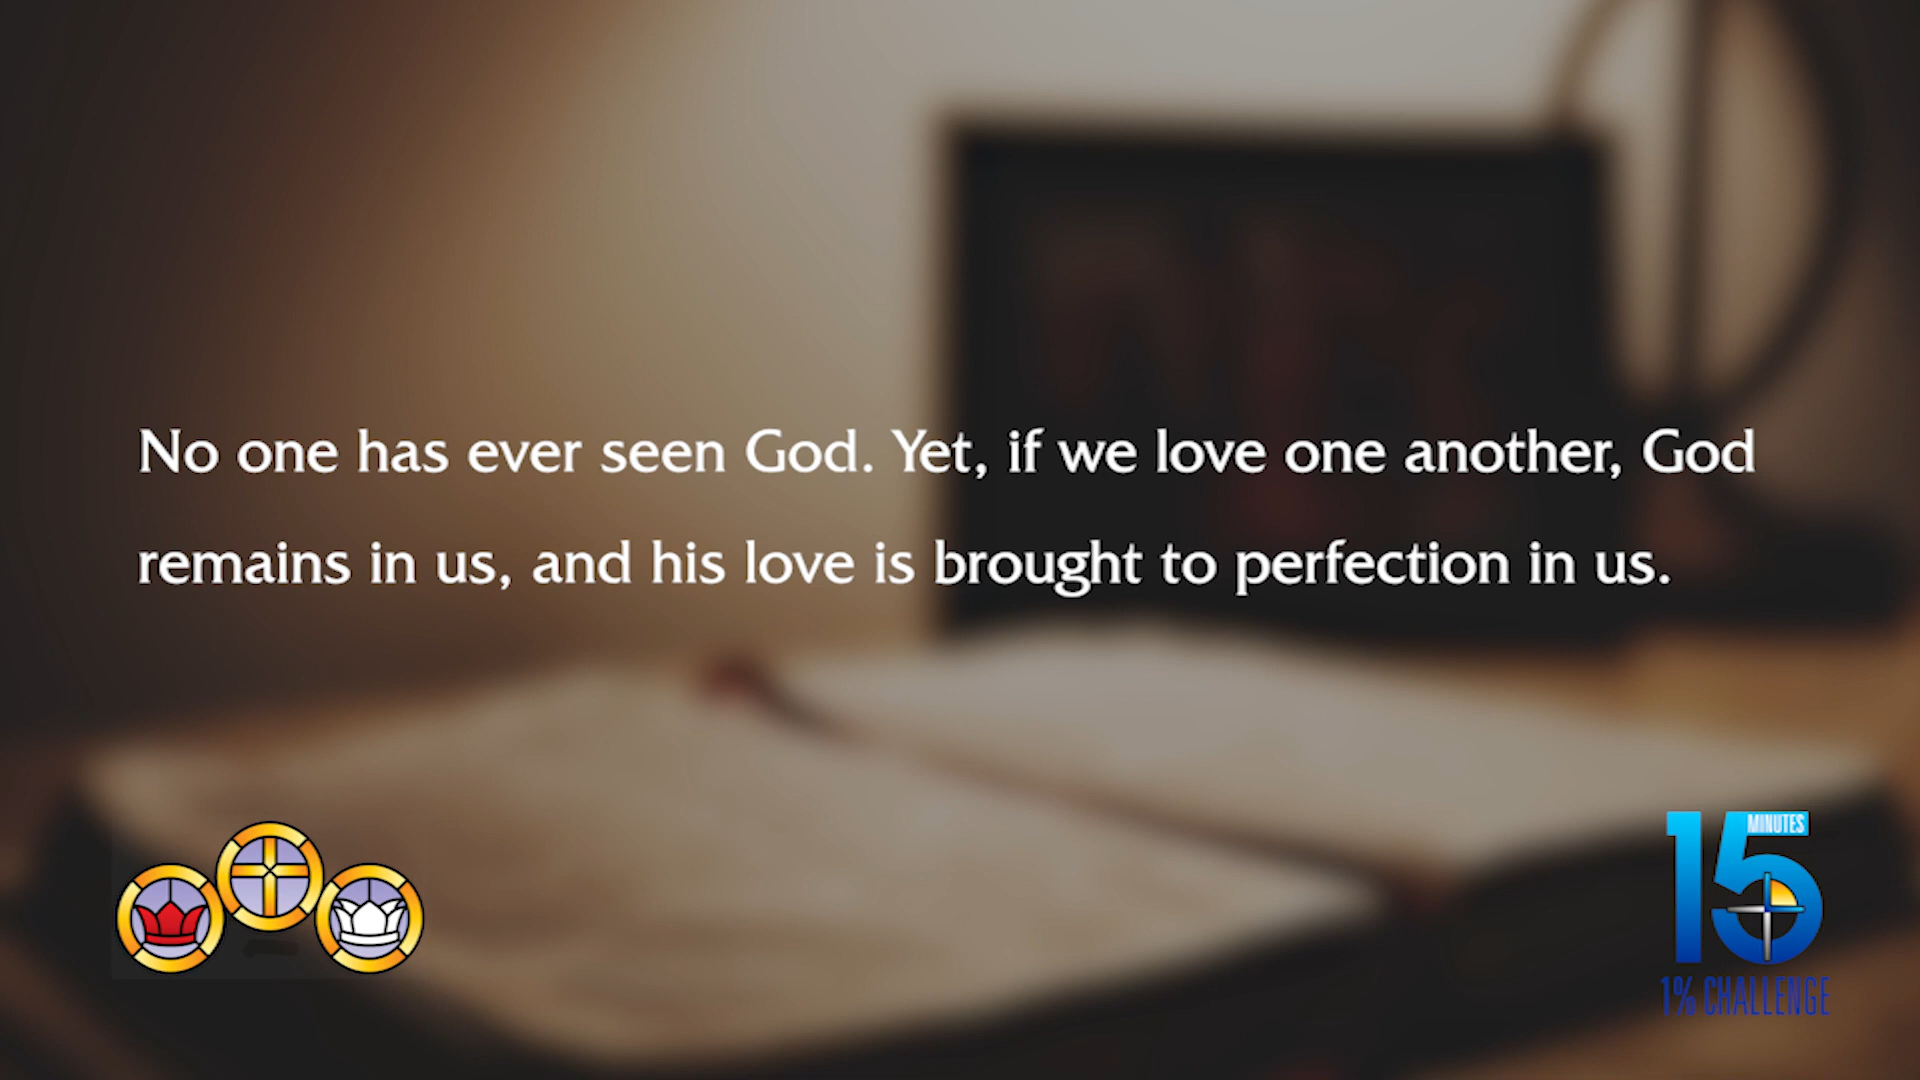 No one has ever seen God. Yet, if we love one another, God
remains in us, and his love is brought to perfection in us.
15
MINUTES
1% CHALLENGE